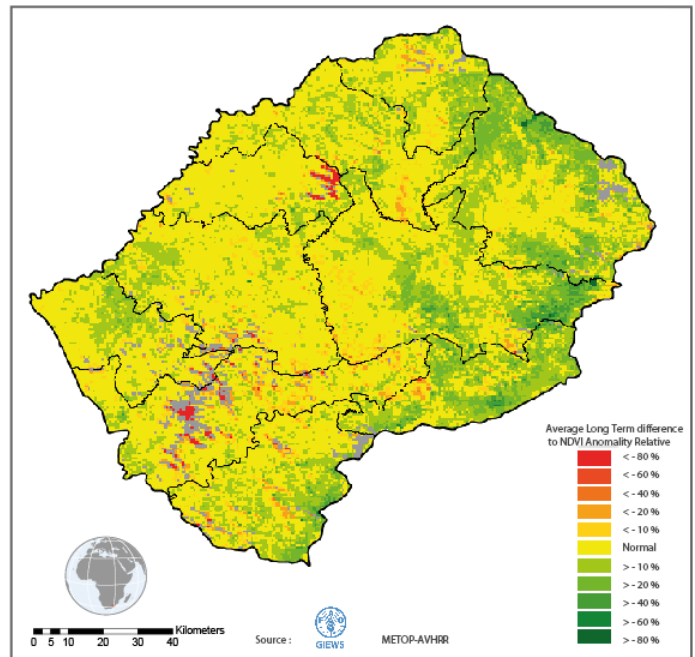 Average Long Term difference
to NDVI Anomality Relative
< - 80 %
< - 60 %
< - 40 %
< - 20 %
< - 10 %
Normal
> - 10 %
> - 20 %
> - 40 %
> - 60 %
> - 80 %
Kilometers
0 5 10 20 30 40
Source :
FAO
GIEWS
METOP-AVHRR